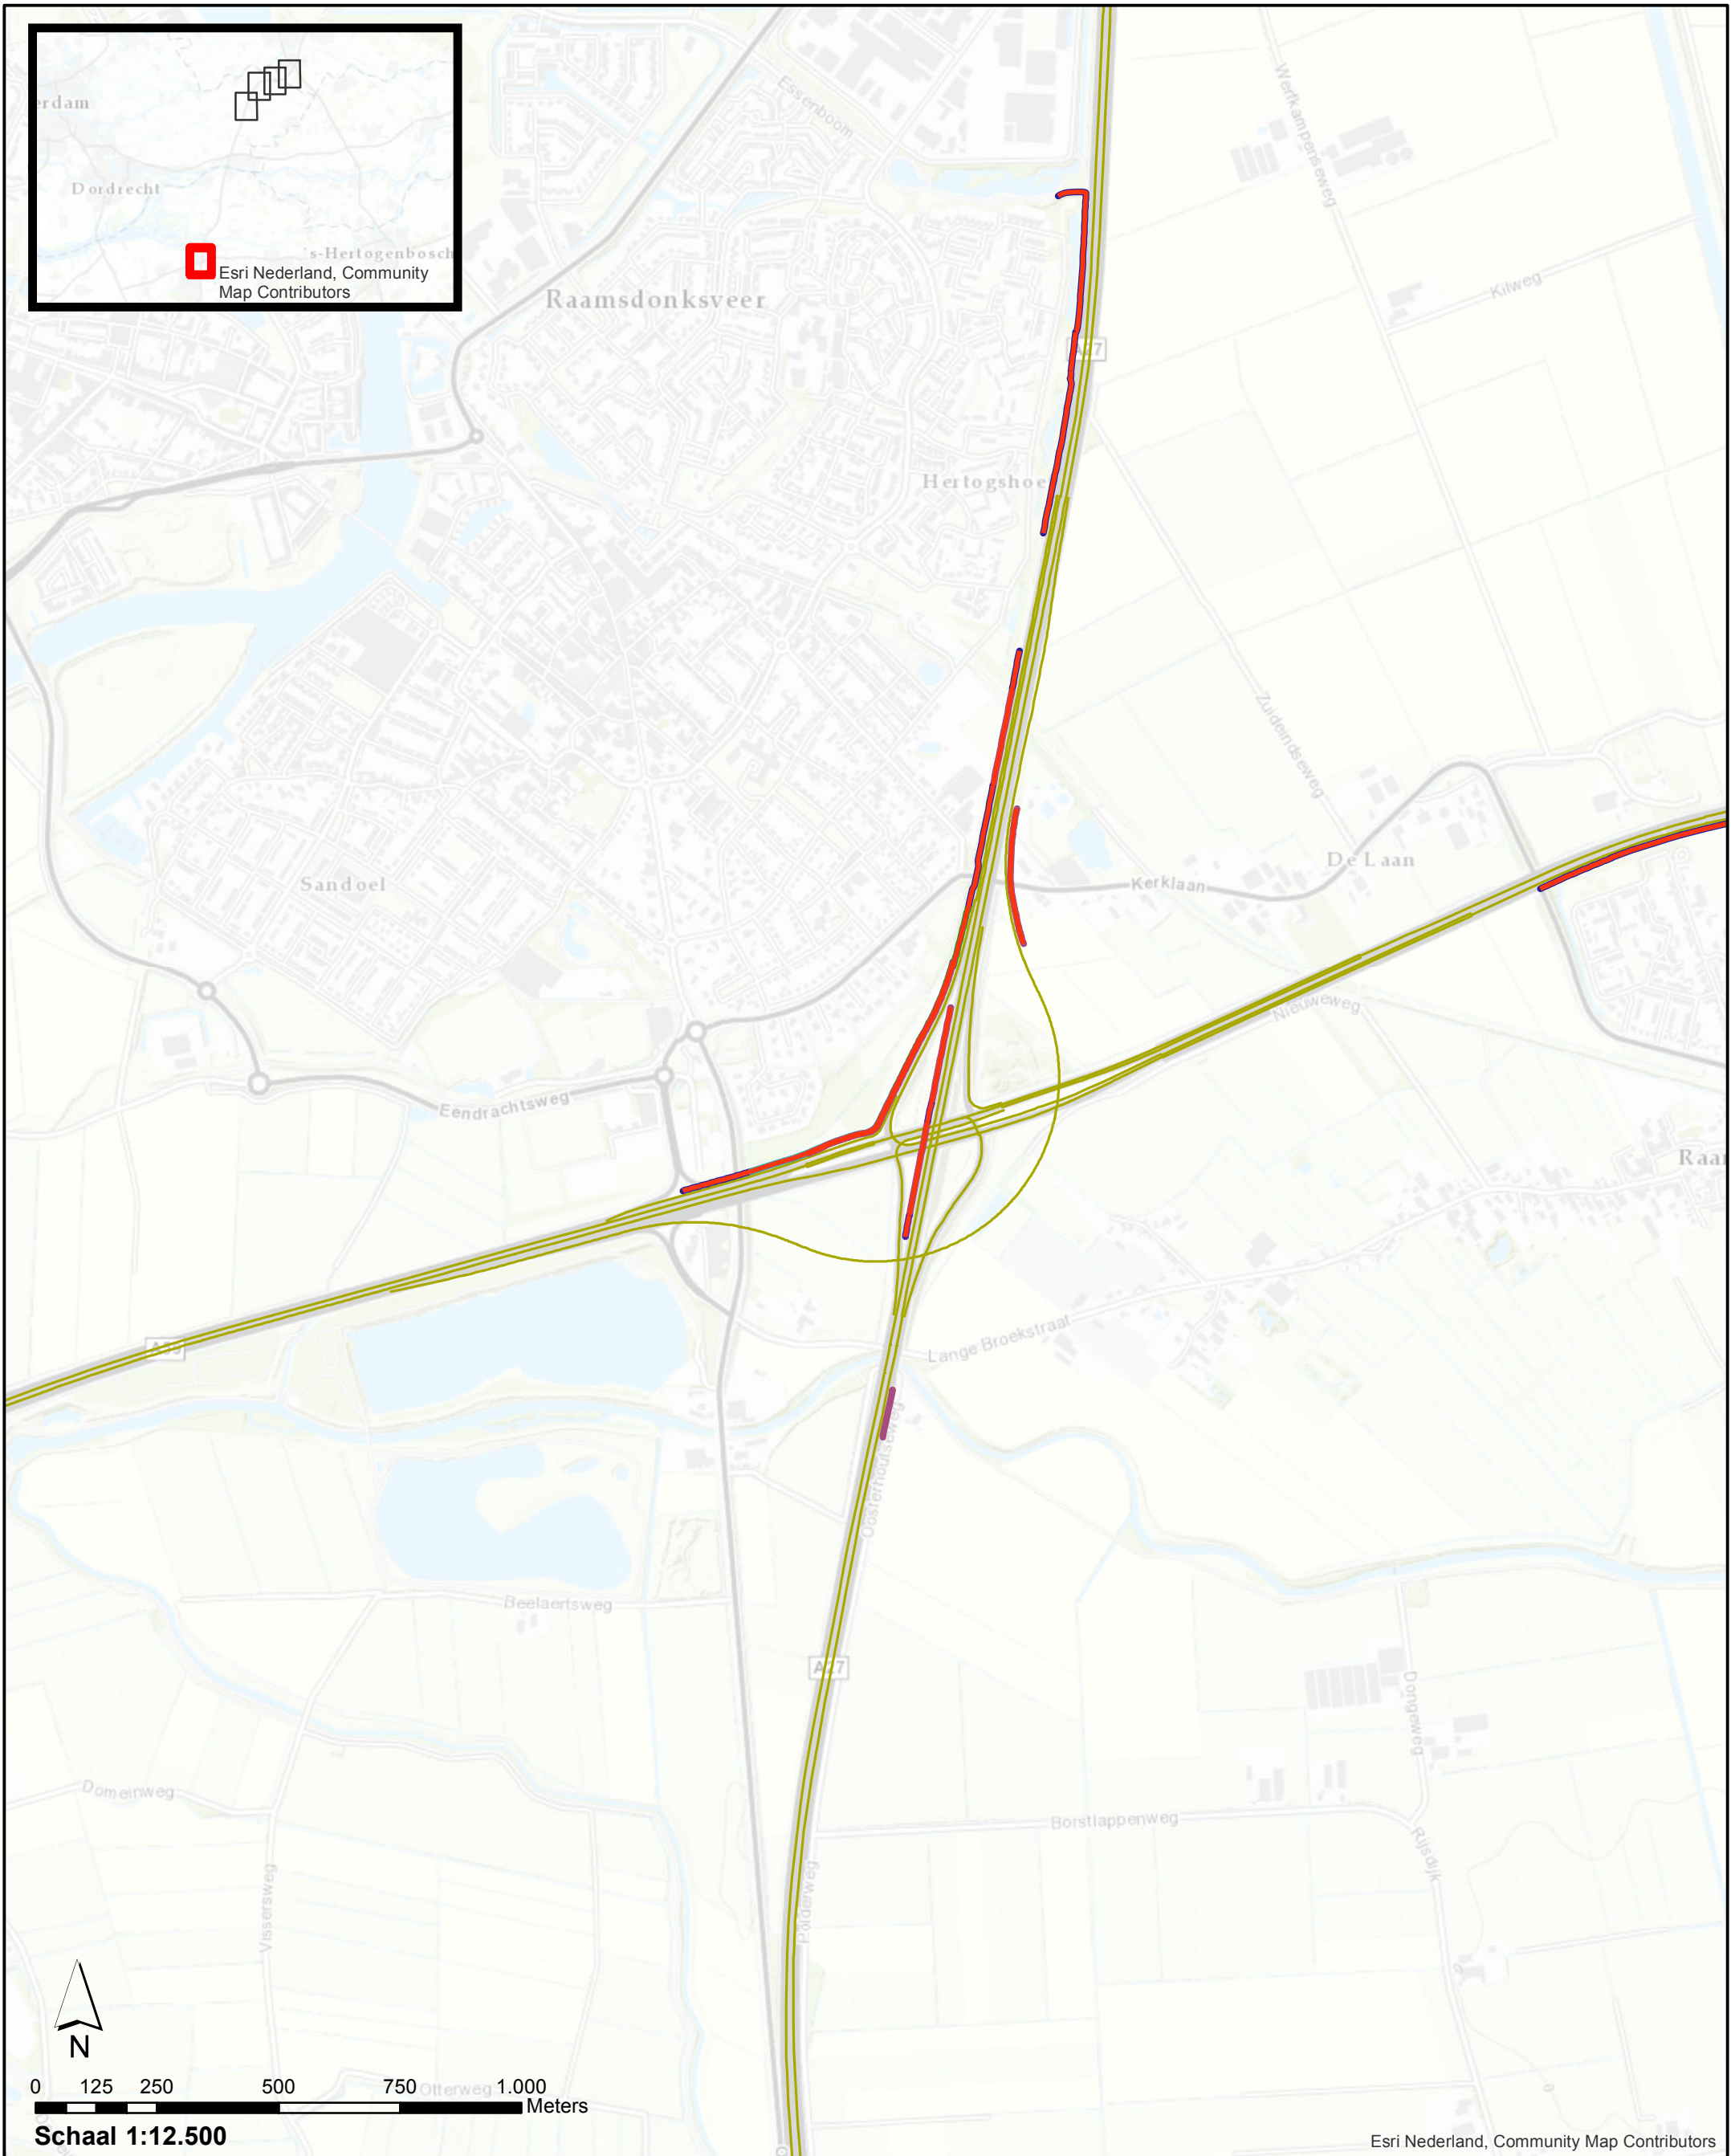 erdam
Dordrecht
's-Hertogenbosch
Esri Nederland, Community
Map Contributors
Essenboom
Werfkampenseweg
Raamsdonksveer
Kilweg
A27
Hertogshoe
Zuideindseweg
De Laan
Sandoel
Kerklaan
Nieuweweg
Eendrachtsweg
Raa
Lange Broekstraat
A59
Oosterhoutseweg
Beelaertsweg
A27
Dongeweg
Domeinweg
Borstlappenweg
Rijsdijk
Polderweg
Vissersweg
N
0 125 250 500 750 1.000
Meters
Otterweg
Schaal 1:12.500
Esri Nederland, Community Map Contributors